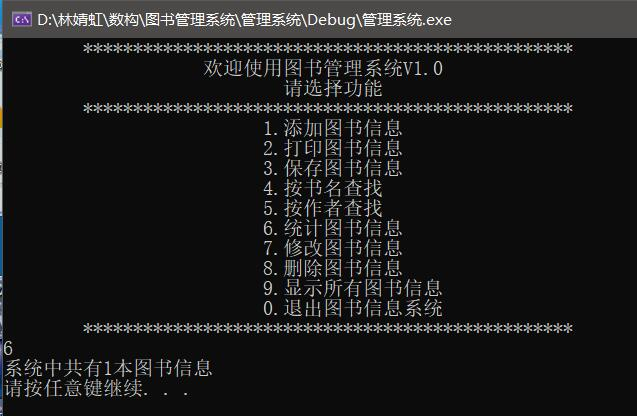 D:\林婧虹\数构\图书管理系统\管理系统\Debug\管理系统.exe
*************************************************
欢迎使用图书管理系统V1.0
请选择功能
*************************************************
1.添加图书信息
2.打印图书信息
3.保存图书信息
4.按书名查找
5.按作者查找
6.统计图书信息
7.修改图书信息
8.删除图书信息
9.显示所有图书信息
0.退出图书信息系统
*************************************************
6
系统中共有1本图书信息
请按任意键继续. . .